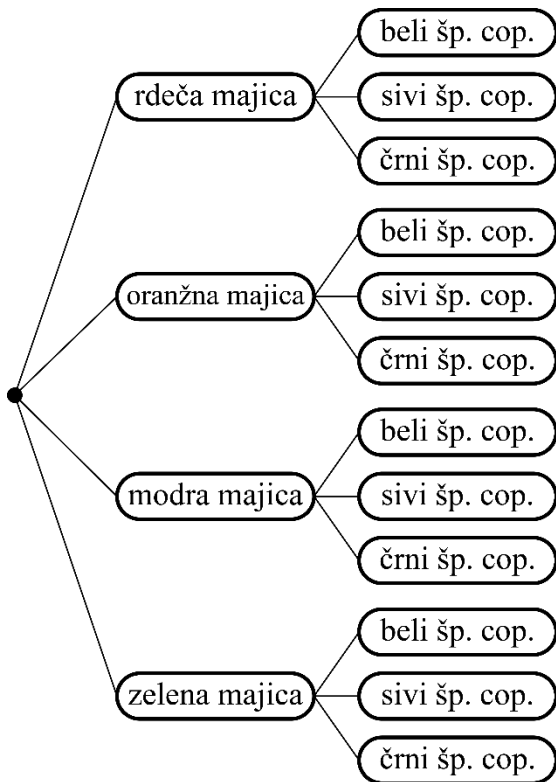 rdeča majica
beli šp. cop.
sivi šp. cop.
črni šp. cop.
oranžna majica
beli šp. cop.
sivi šp. cop.
črni šp. cop.
modra majica
beli šp. cop.
sivi šp. cop.
črni šp. cop.
zelena majica
beli šp. cop.
sivi šp. cop.
črni šp. cop.